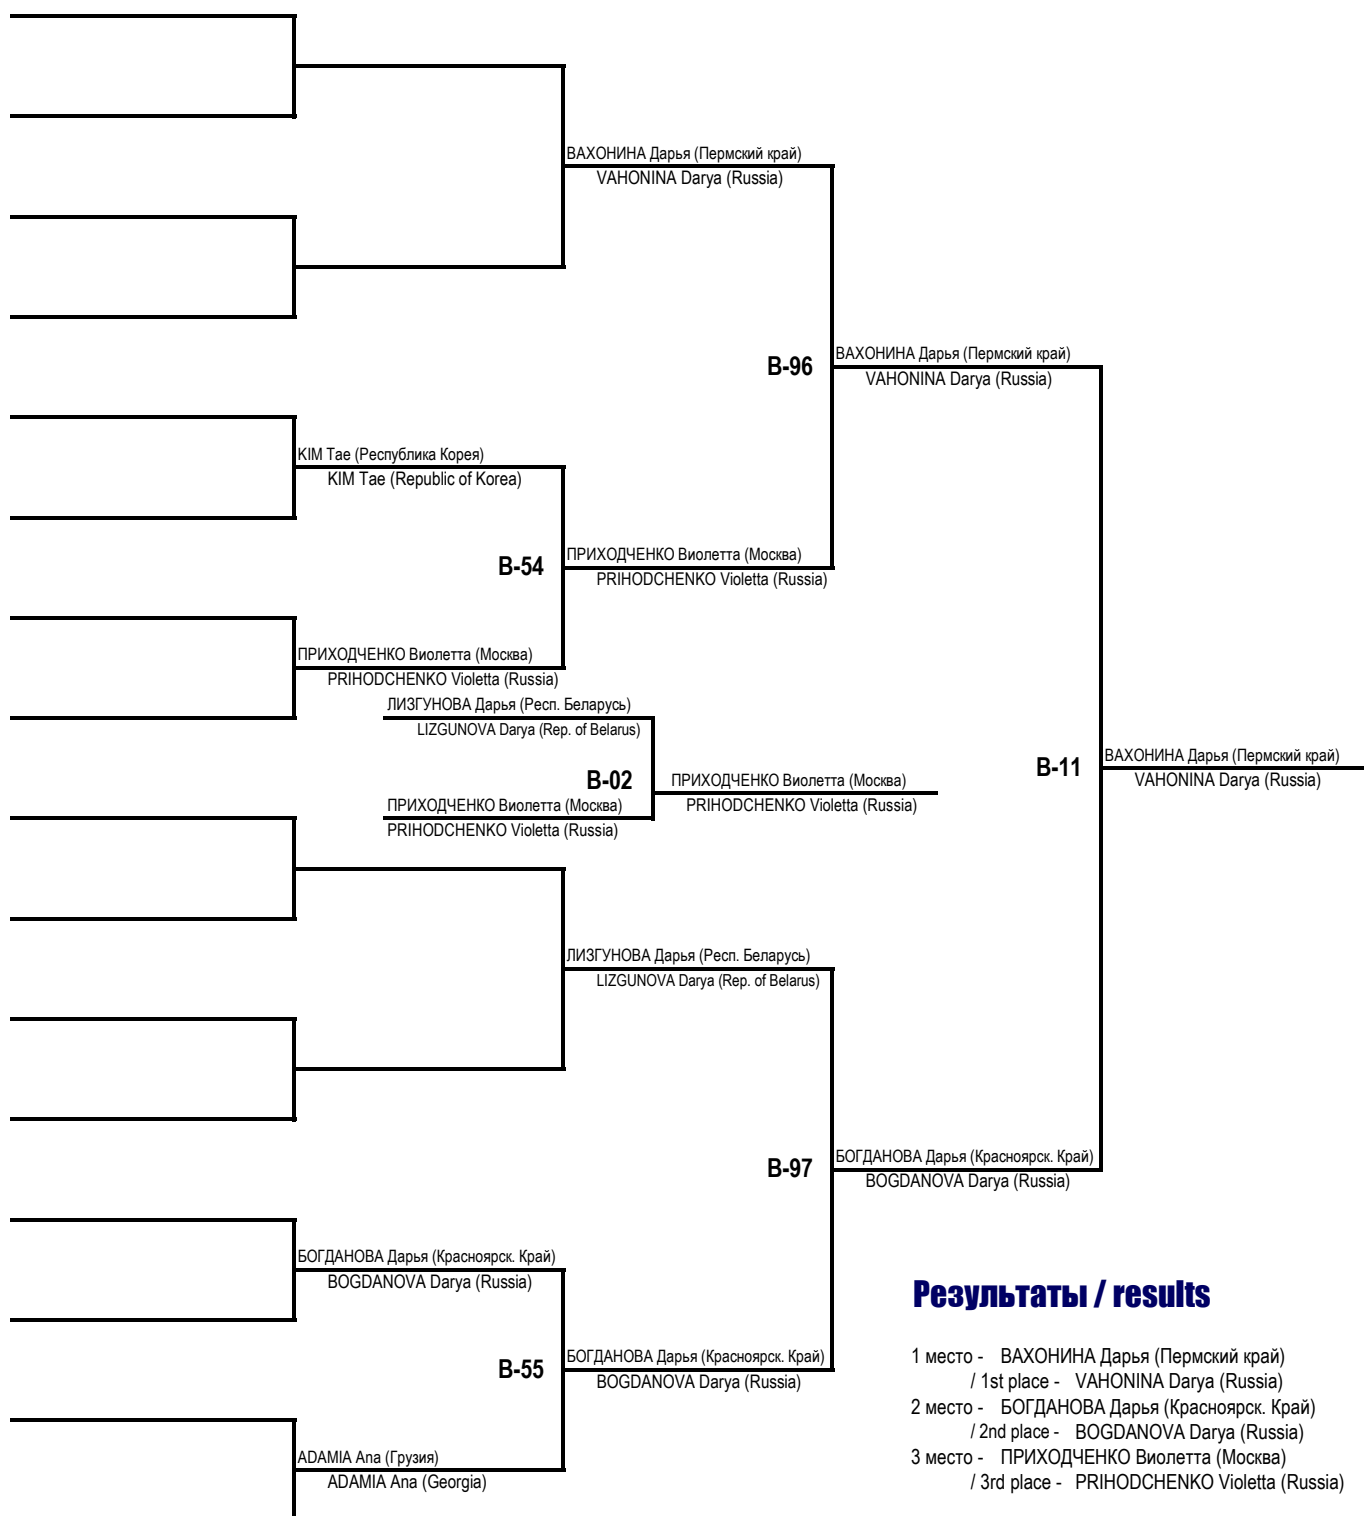 ВАХОНИНА Дарья (Пермский край)
VAHONINA Darya (Russia)
B-96
ВАХОНИНА Дарья (Пермский край)
VAHONINA Darya (Russia)
KIM Tae (Республика Корея)
KIM Tae (Republic of Korea)
B-54
ПРИХОДЧЕНКО Виолетта (Москва)
PRIHODCHENKO Violetta (Russia)
ПРИХОДЧЕНКО Виолетта (Москва)
PRIHODCHENKO Violetta (Russia)
ЛИЗГУНОВА Дарья (Респ. Беларусь)
LIZGUNOVA Darya (Rep. of Belarus)
B-02
ПРИХОДЧЕНКО Виолетта (Москва)
PRIHODCHENKO Violetta (Russia)
ПРИХОДЧЕНКО Виолетта (Москва)
PRIHODCHENKO Violetta (Russia)
B-11
ВАХОНИНА Дарья (Пермский край)
VAHONINA Darya (Russia)
ЛИЗГУНОВА Дарья (Респ. Беларусь)
LIZGUNOVA Darya (Rep. of Belarus)
B-97
БОГДАНОВА Дарья (Красноярск. Край)
BOGDANOVA Darya (Russia)
БОГДАНОВА Дарья (Красноярск. Край)
BOGDANOVA Darya (Russia)
B-55
БОГДАНОВА Дарья (Красноярск. Край)
BOGDANOVA Darya (Russia)
ADAMIA Ana (Грузия)
ADAMIA Ana (Georgia)
Результаты / results
1 место - ВАХОНИНА Дарья (Пермский край)
/ 1st place - VAHONINA Darya (Russia)
2 место - БОГДАНОВА Дарья (Красноярск. Край)
/ 2nd place - BOGDANOVA Darya (Russia)
3 место - ПРИХОДЧЕНКО Виолетта (Москва)
/ 3rd place - PRIHODCHENKO Violetta (Russia)